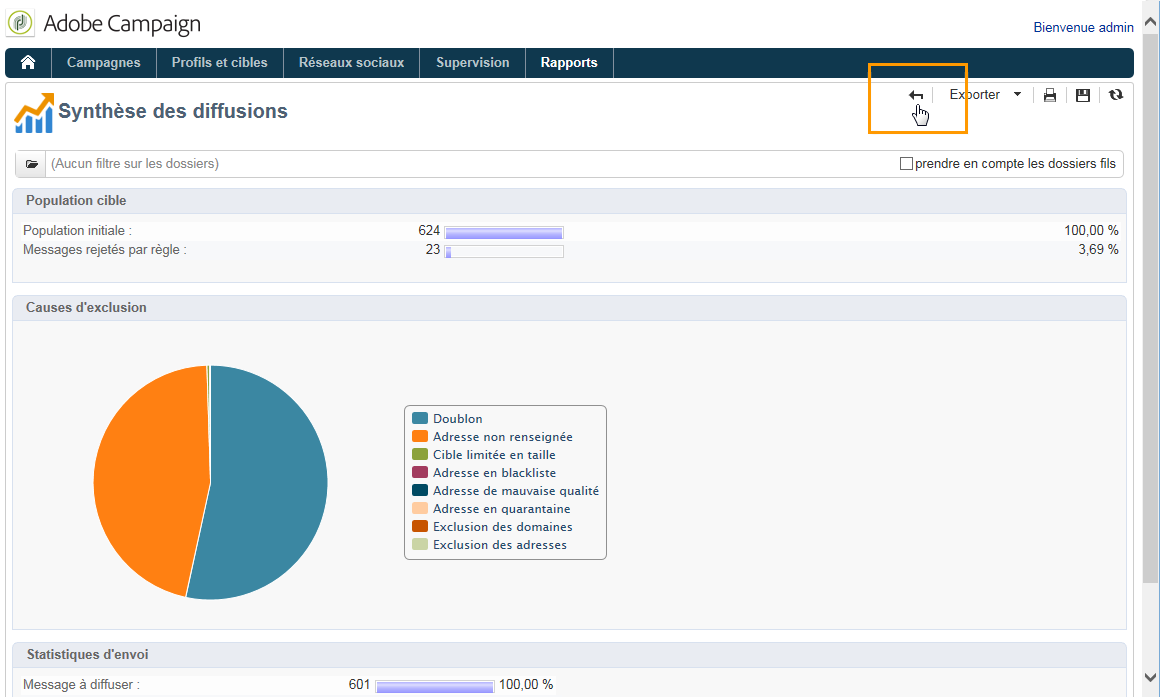 Adobe Campaign
Bienvenue admin
Campagnes Profils et cibles Réseaux sociaux Supervision Rapports
Synthèse des diffusions
Exporter
(Aucun filtre sur les dossiers) prendre en compte les dossiers fils
Population cible
Population initiale : 624 100,00 %
Messages rejetés par règle : 23 3,69 %
Causes d'exclusion
Doublon
Adresse non renseignée
Cible limitée en taille
Adresse en blackliste
Adresse de mauvaise qualité
Adresse en quarantaine
Exclusion des domaines
Exclusion des adresses
Statistiques d'envoi
Message à diffuser : 601 100,00 %